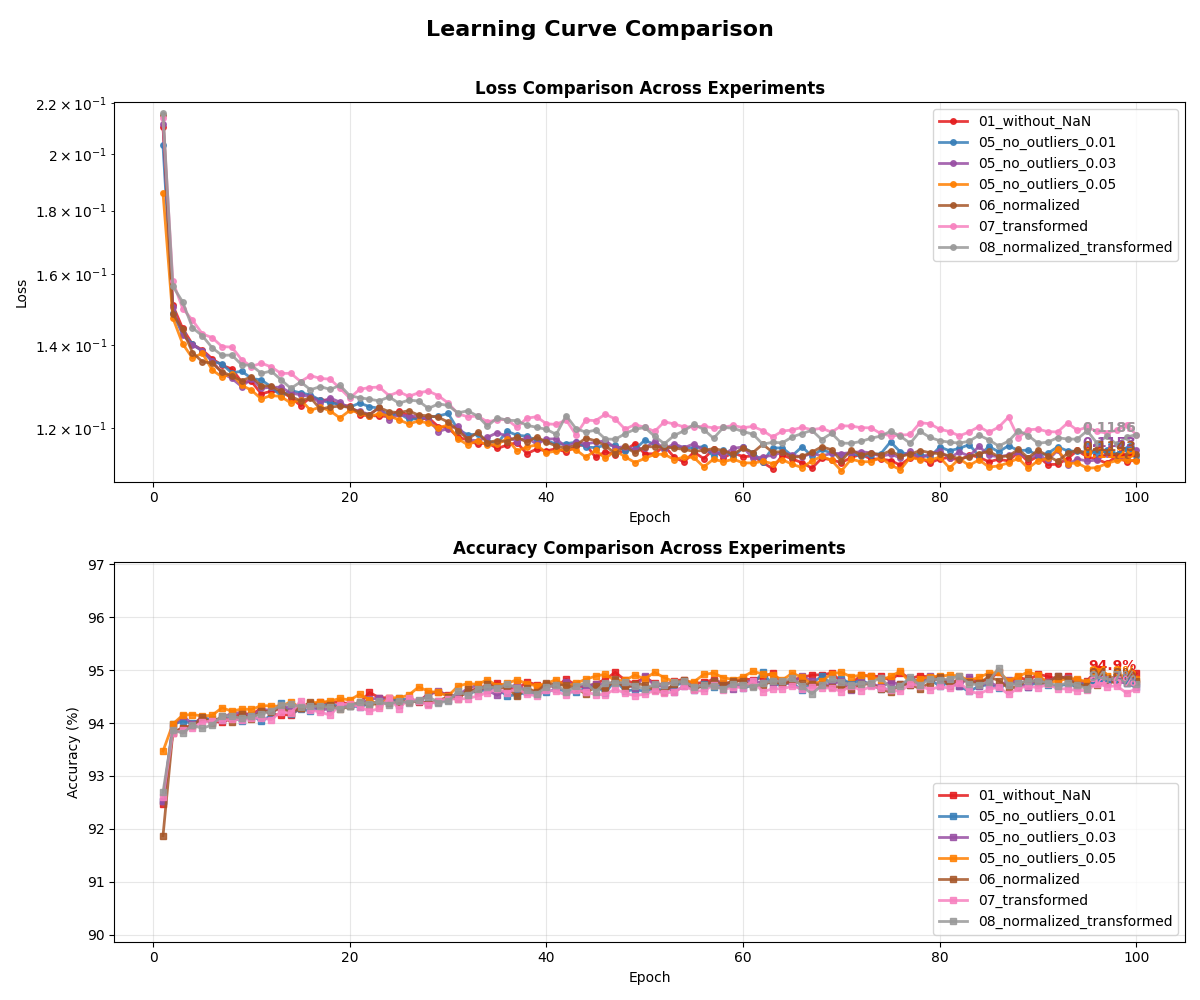 Learning Curve Comparison
Loss Comparison Across Experiments
2.2 × 10⁻¹
2 × 10⁻¹
1.8 × 10⁻¹
1.6 × 10⁻¹
1.4 × 10⁻¹
1.2 × 10⁻¹
Loss
01_without_NaN
05_no_outliers_0.01
05_no_outliers_0.03
05_no_outliers_0.05
06_normalized
07_transformed
08_normalized_transformed
0.1186
0 20 40 60 80 100
Epoch
Accuracy Comparison Across Experiments
97
96
95
94
93
92
91
90
Accuracy (%)
94.9%
01_without_NaN
05_no_outliers_0.01
05_no_outliers_0.03
05_no_outliers_0.05
06_normalized
07_transformed
08_normalized_transformed
0 20 40 60 80 100
Epoch